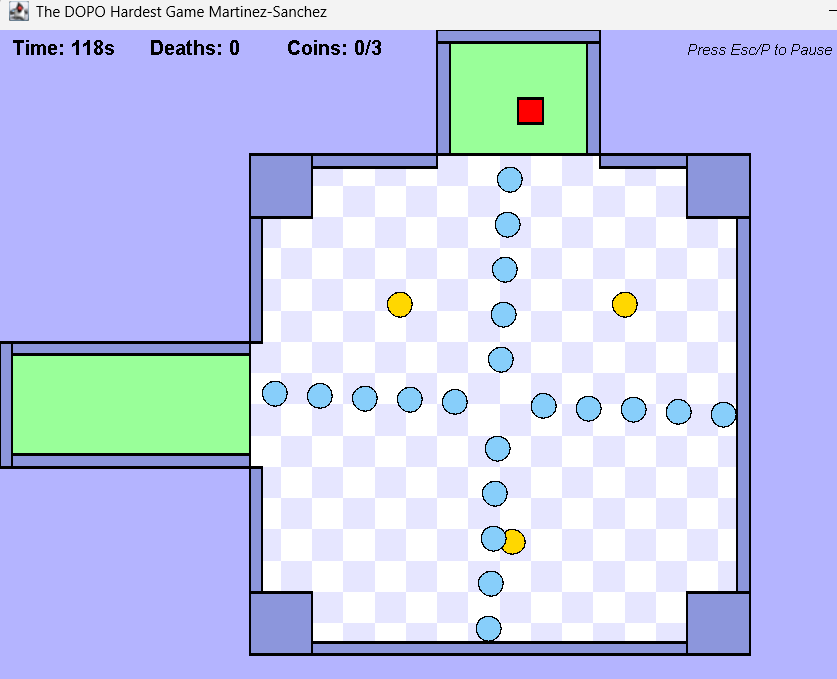 The DOPO Hardest Game Martinez-Sanchez
Time: 118s Deaths: 0 Coins: 0/3 Press Esc/P to Pause